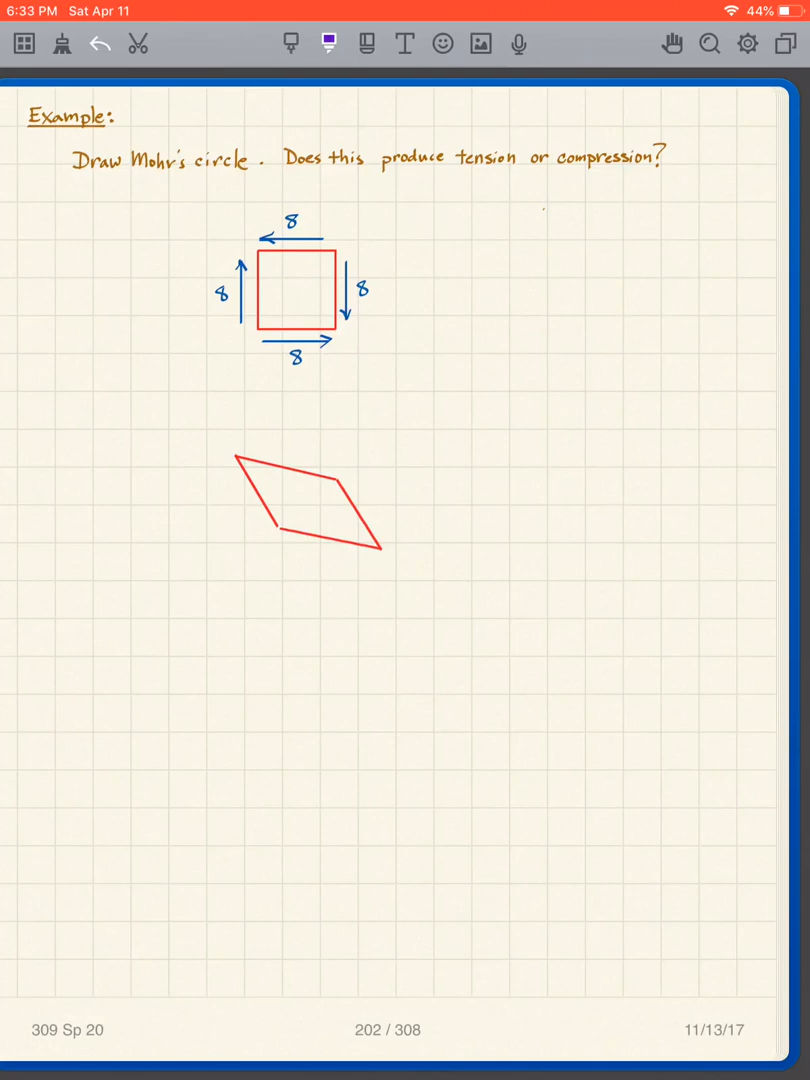 6:33 PM Sat Apr 11
44%
Example:
Draw Mohr's circle. Does this produce tension or compression?
8
8
8
8
309 Sp 20
202 / 308
11/13/17